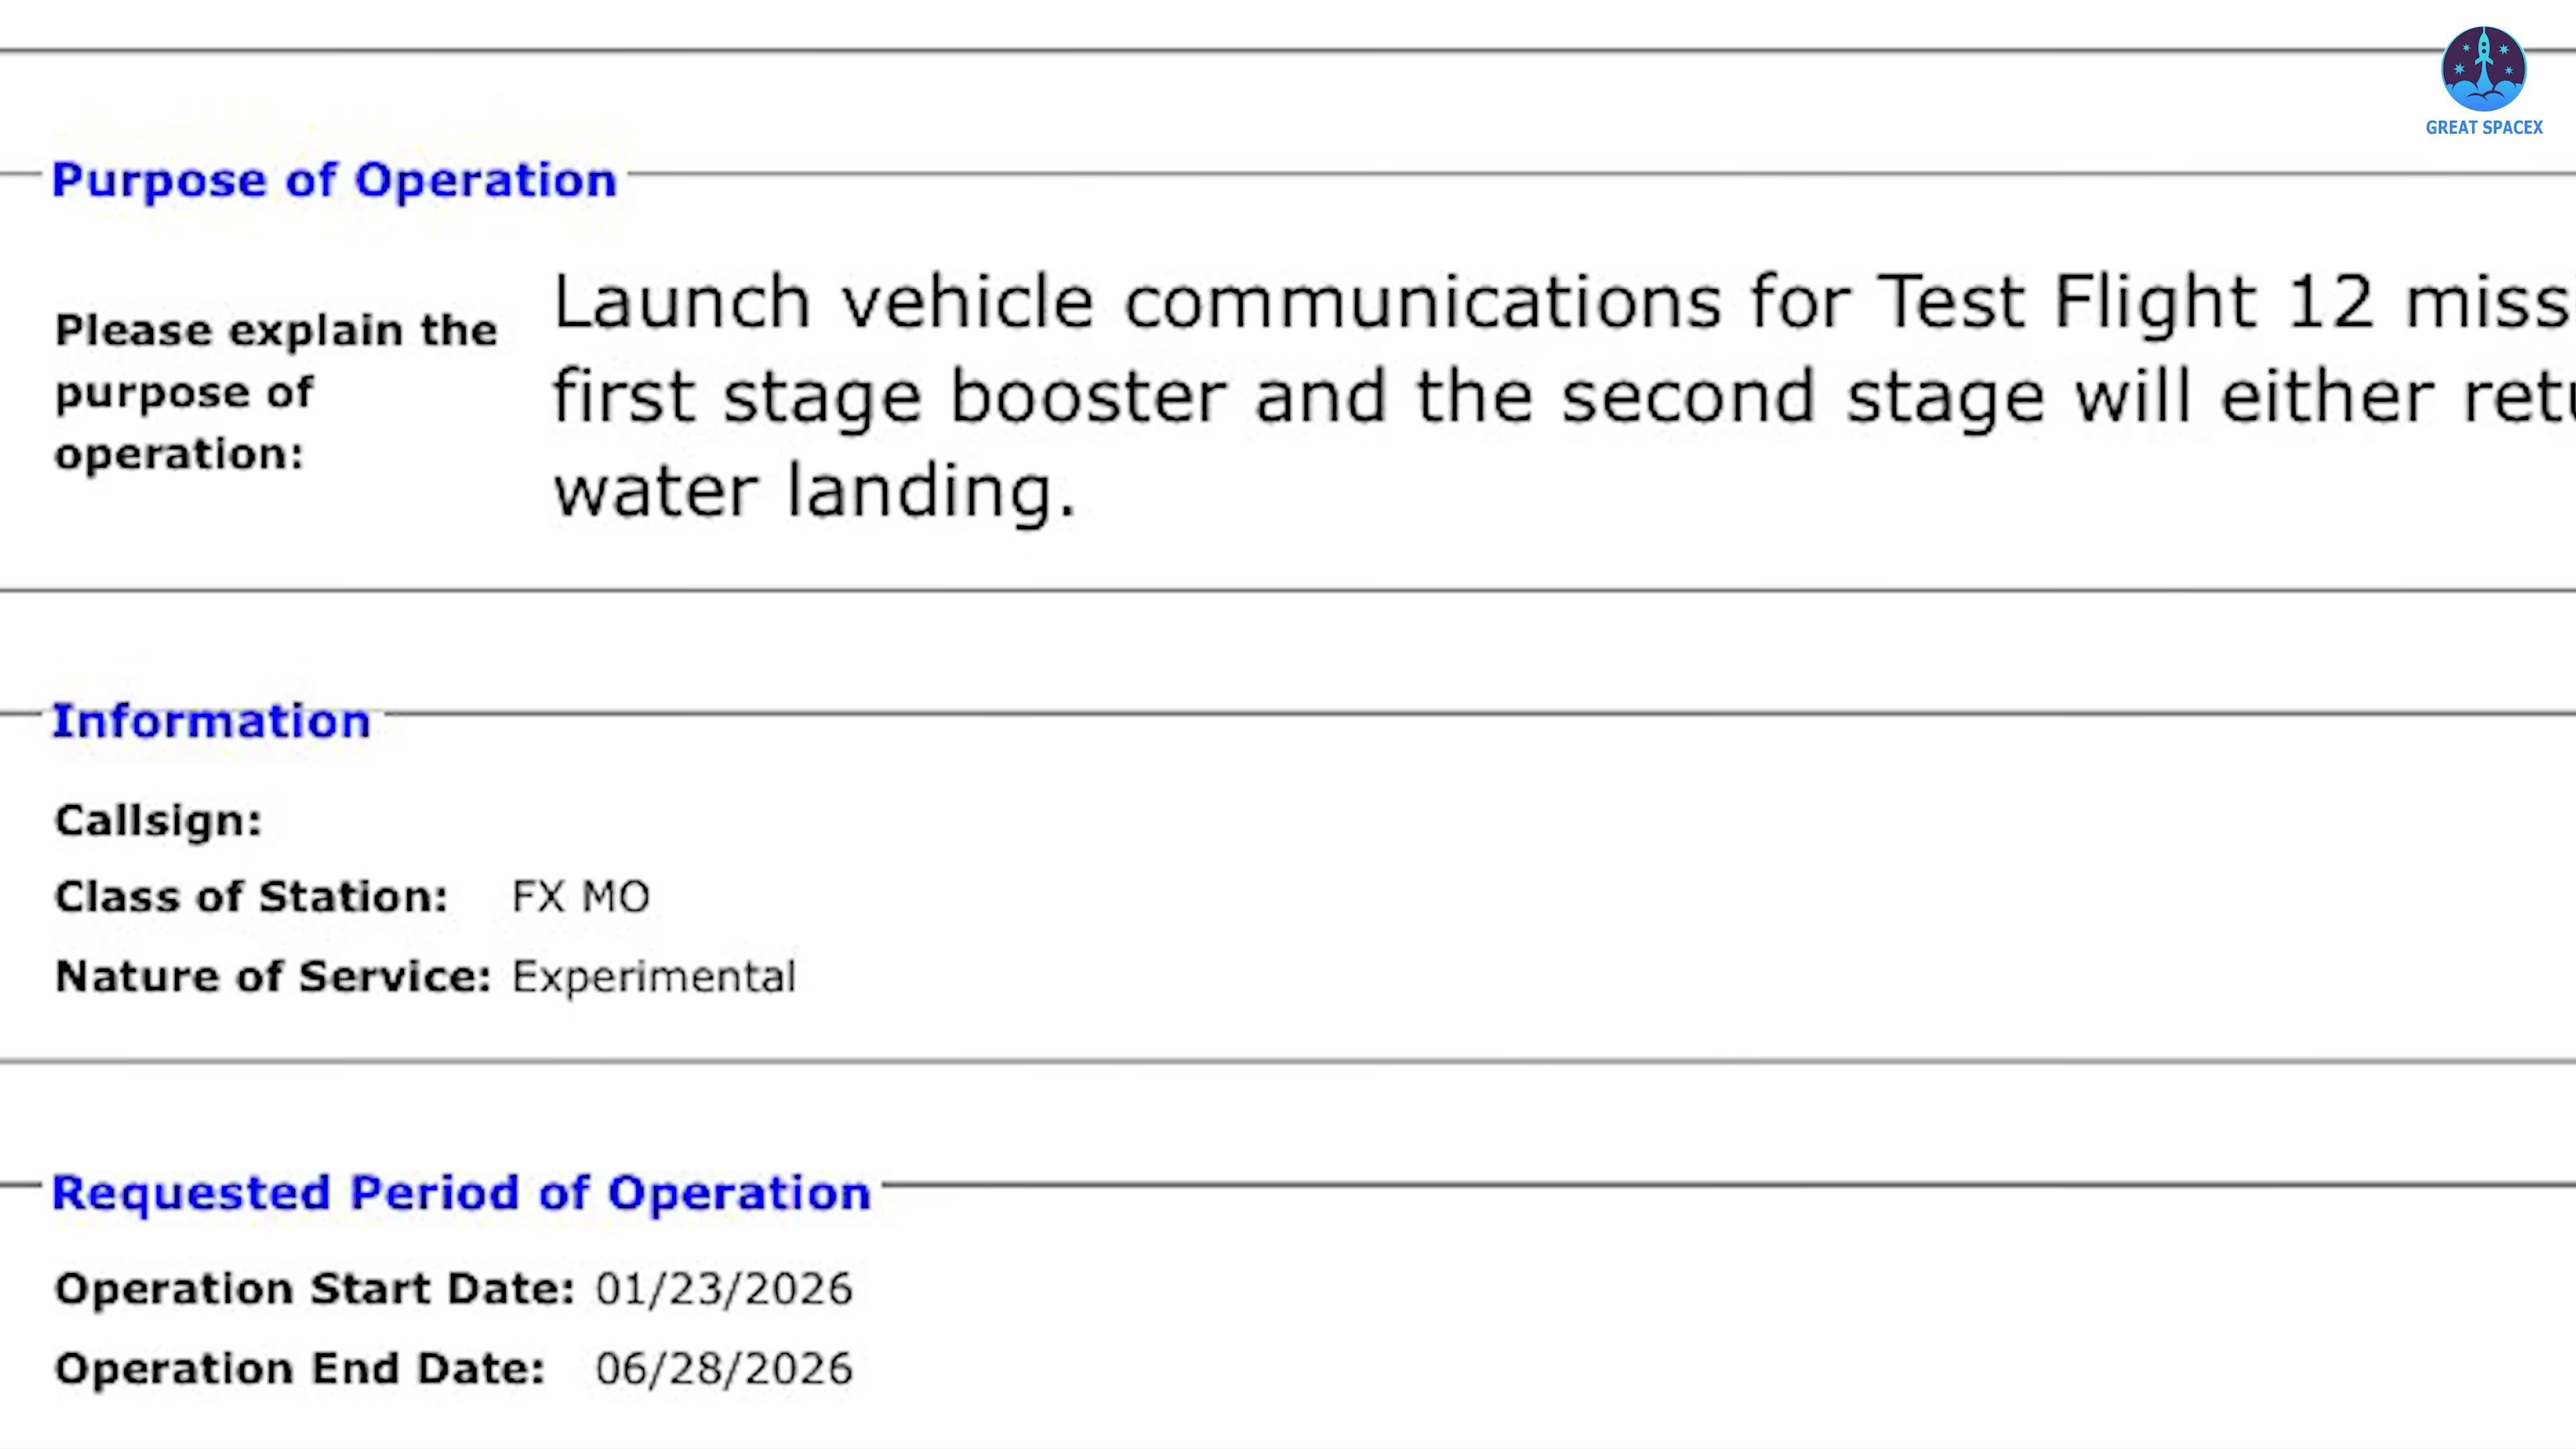 GREAT SPACEX
Purpose of Operation
Please explain the
purpose of
operation:
Launch vehicle communications for Test Flight 12
first stage booster and the second stage will either
water landing.
Information
Callsign:
Class of Station: FX MO
Nature of Service: Experimental
Requested Period of Operation
Operation Start Date: 01/23/2026
Operation End Date: 06/28/2026